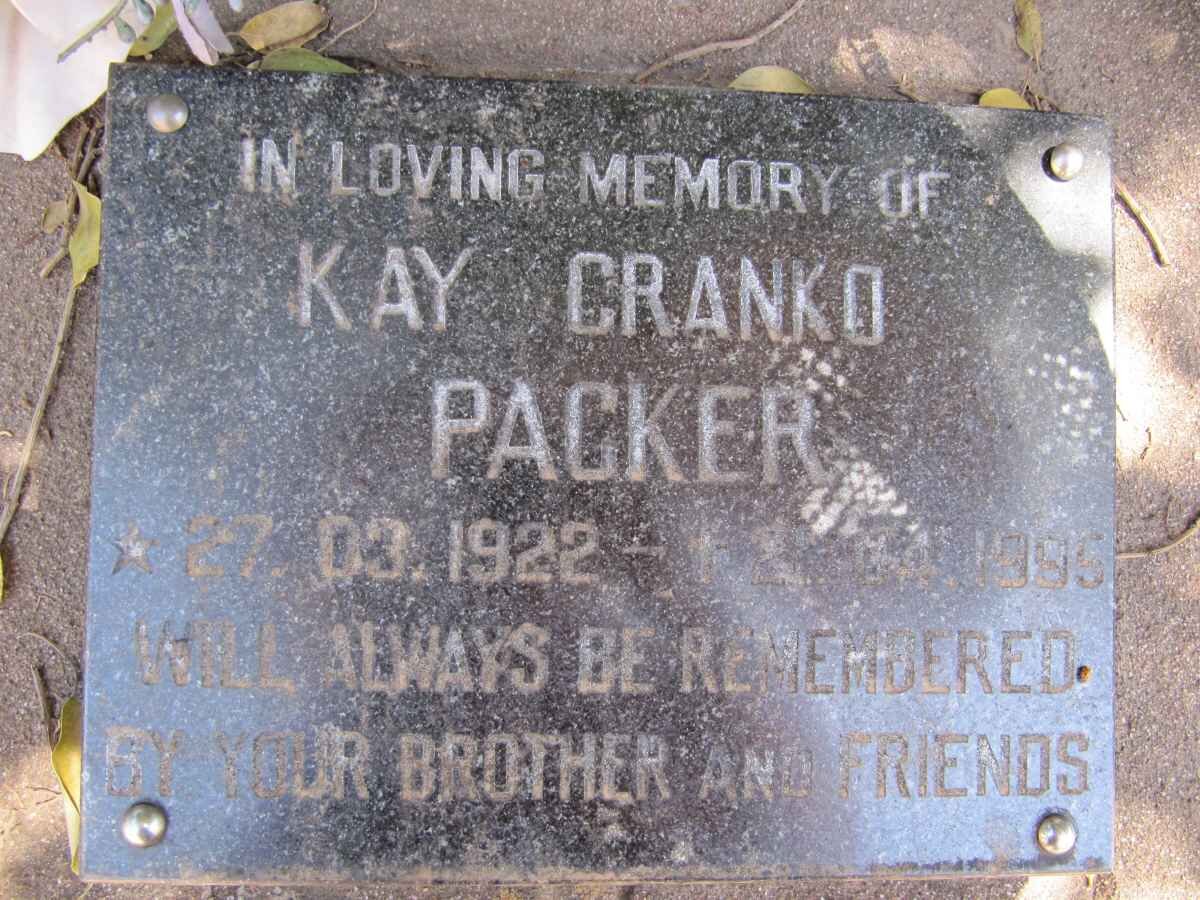 IN LOVING MEMORY OF
KAY CRANKO
PACKER
★ 27. 03. 1922 – † 04. 1995
WILL ALWAYS BE REMEMBERED
BY YOUR BROTHER AND FRIENDS